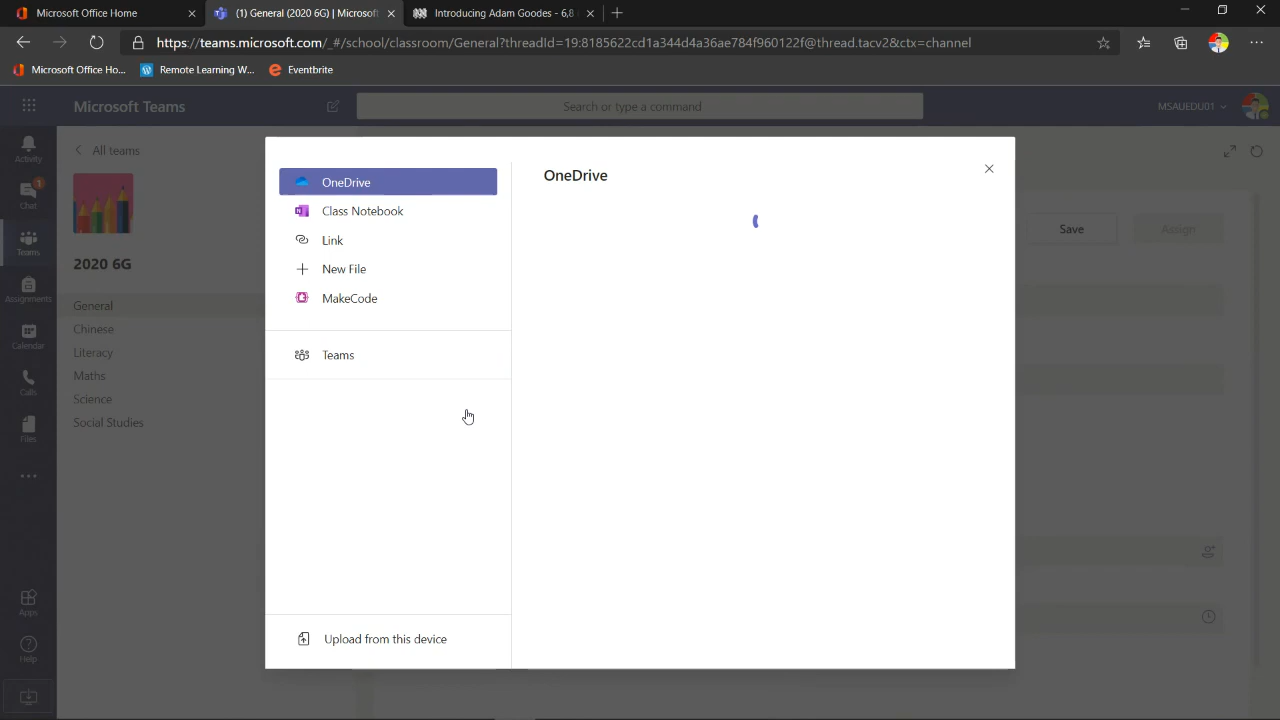 Microsoft Office Home
(1) General (2020 6G) | Microsoft
Introducing Adam Goodes - 6,8
https://teams.microsoft.com/_#/school/classroom/General?threadId=19:8185622cd1a344d4a36ae784f960122f@thread.tacv2&ctx=channel
Microsoft Office Ho...
Remote Learning W...
Eventbrite
Microsoft Teams
Search or type a command
MSAUEDU01
Activity
Chat
1
Teams
Assignments
Calendar
Calls
Files
Apps
Help
All teams
2020 6G
General
Chinese
Literacy
Maths
Science
Social Studies
OneDrive
Class Notebook
Link
New File
MakeCode
Teams
Upload from this device
OneDrive
Save
Assign